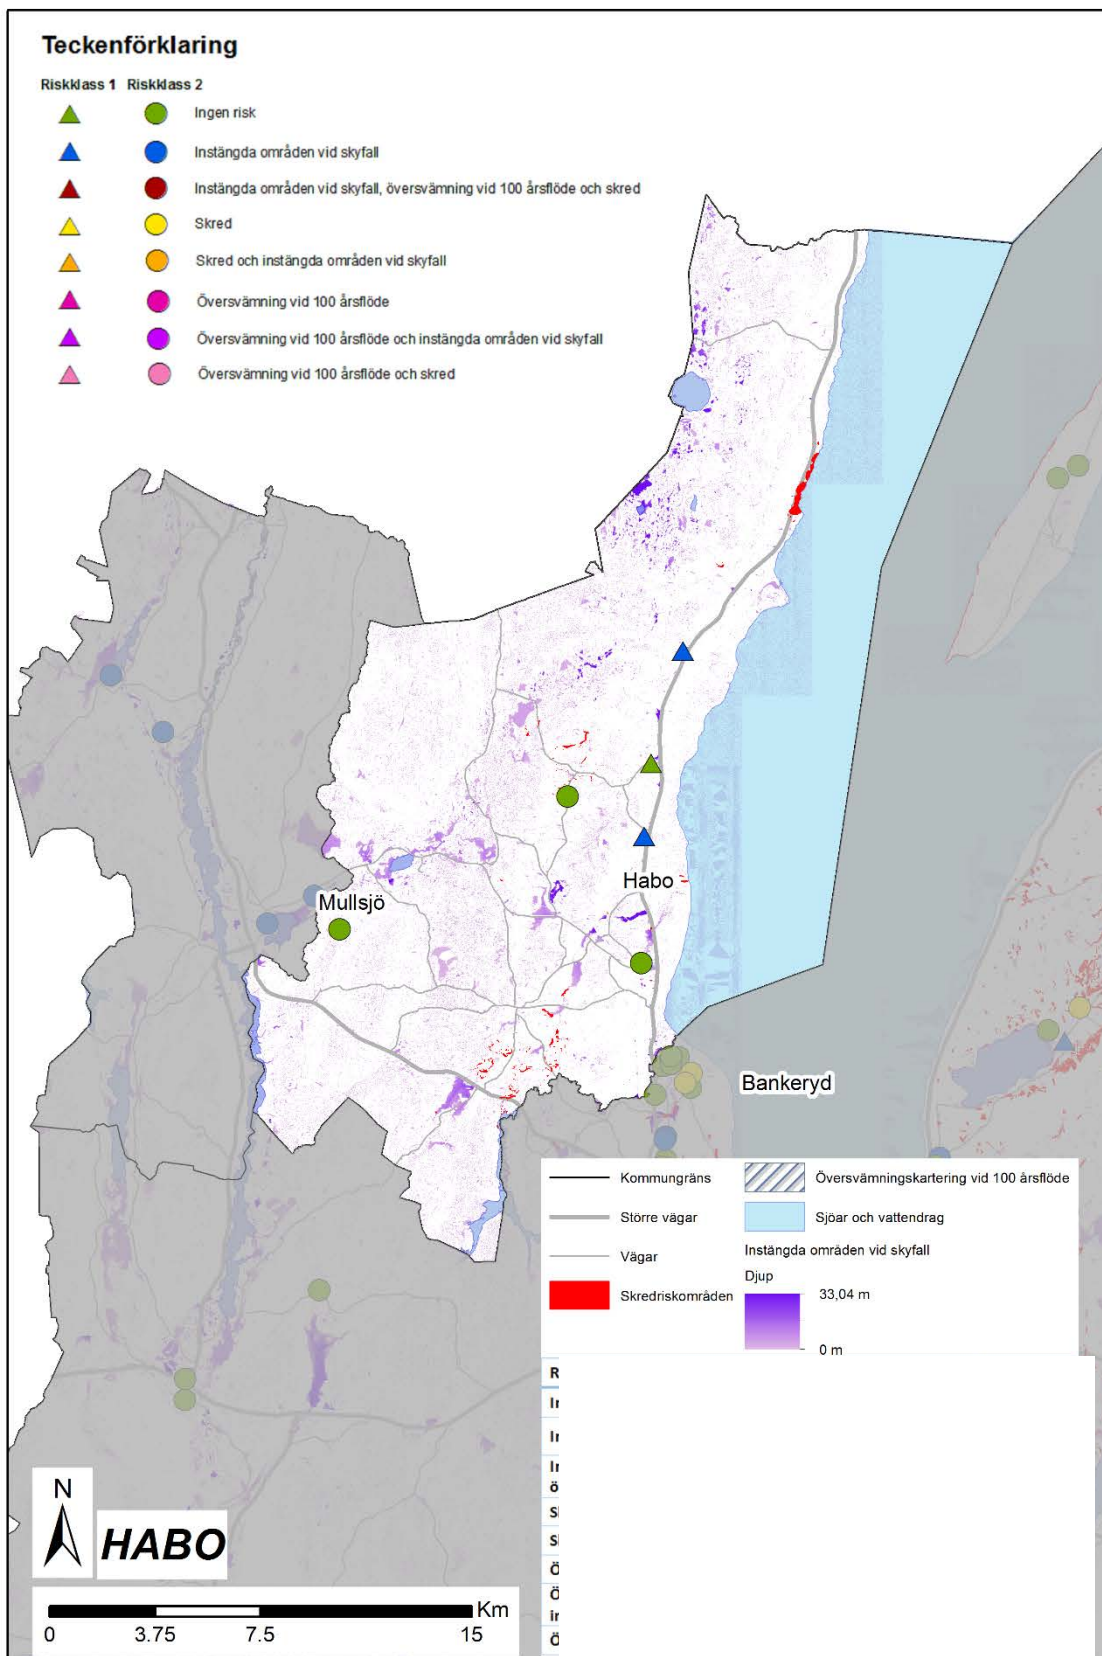 Teckenförklaring
Riskklass 1 Riskklass 2
Ingen risk
Instängda områden vid skyfall
Instängda områden vid skyfall, översvämning vid 100 årsflöde och skred
Skred
Skred och instängda områden vid skyfall
Översvämning vid 100 årsflöde
Översvämning vid 100 årsflöde och instängda områden vid skyfall
Översvämning vid 100 årsflöde och skred
Habo
Mullsjö
Bankeryd
Kommungräns
Större vägar
Vägar
Skredriskområden
Översvämningskartering vid 100 årsflöde
Sjöar och vattendrag
Instängda områden vid skyfall
Djup
33,04 m
0 m
N
HABO
Km
0 3.75 7.5 15